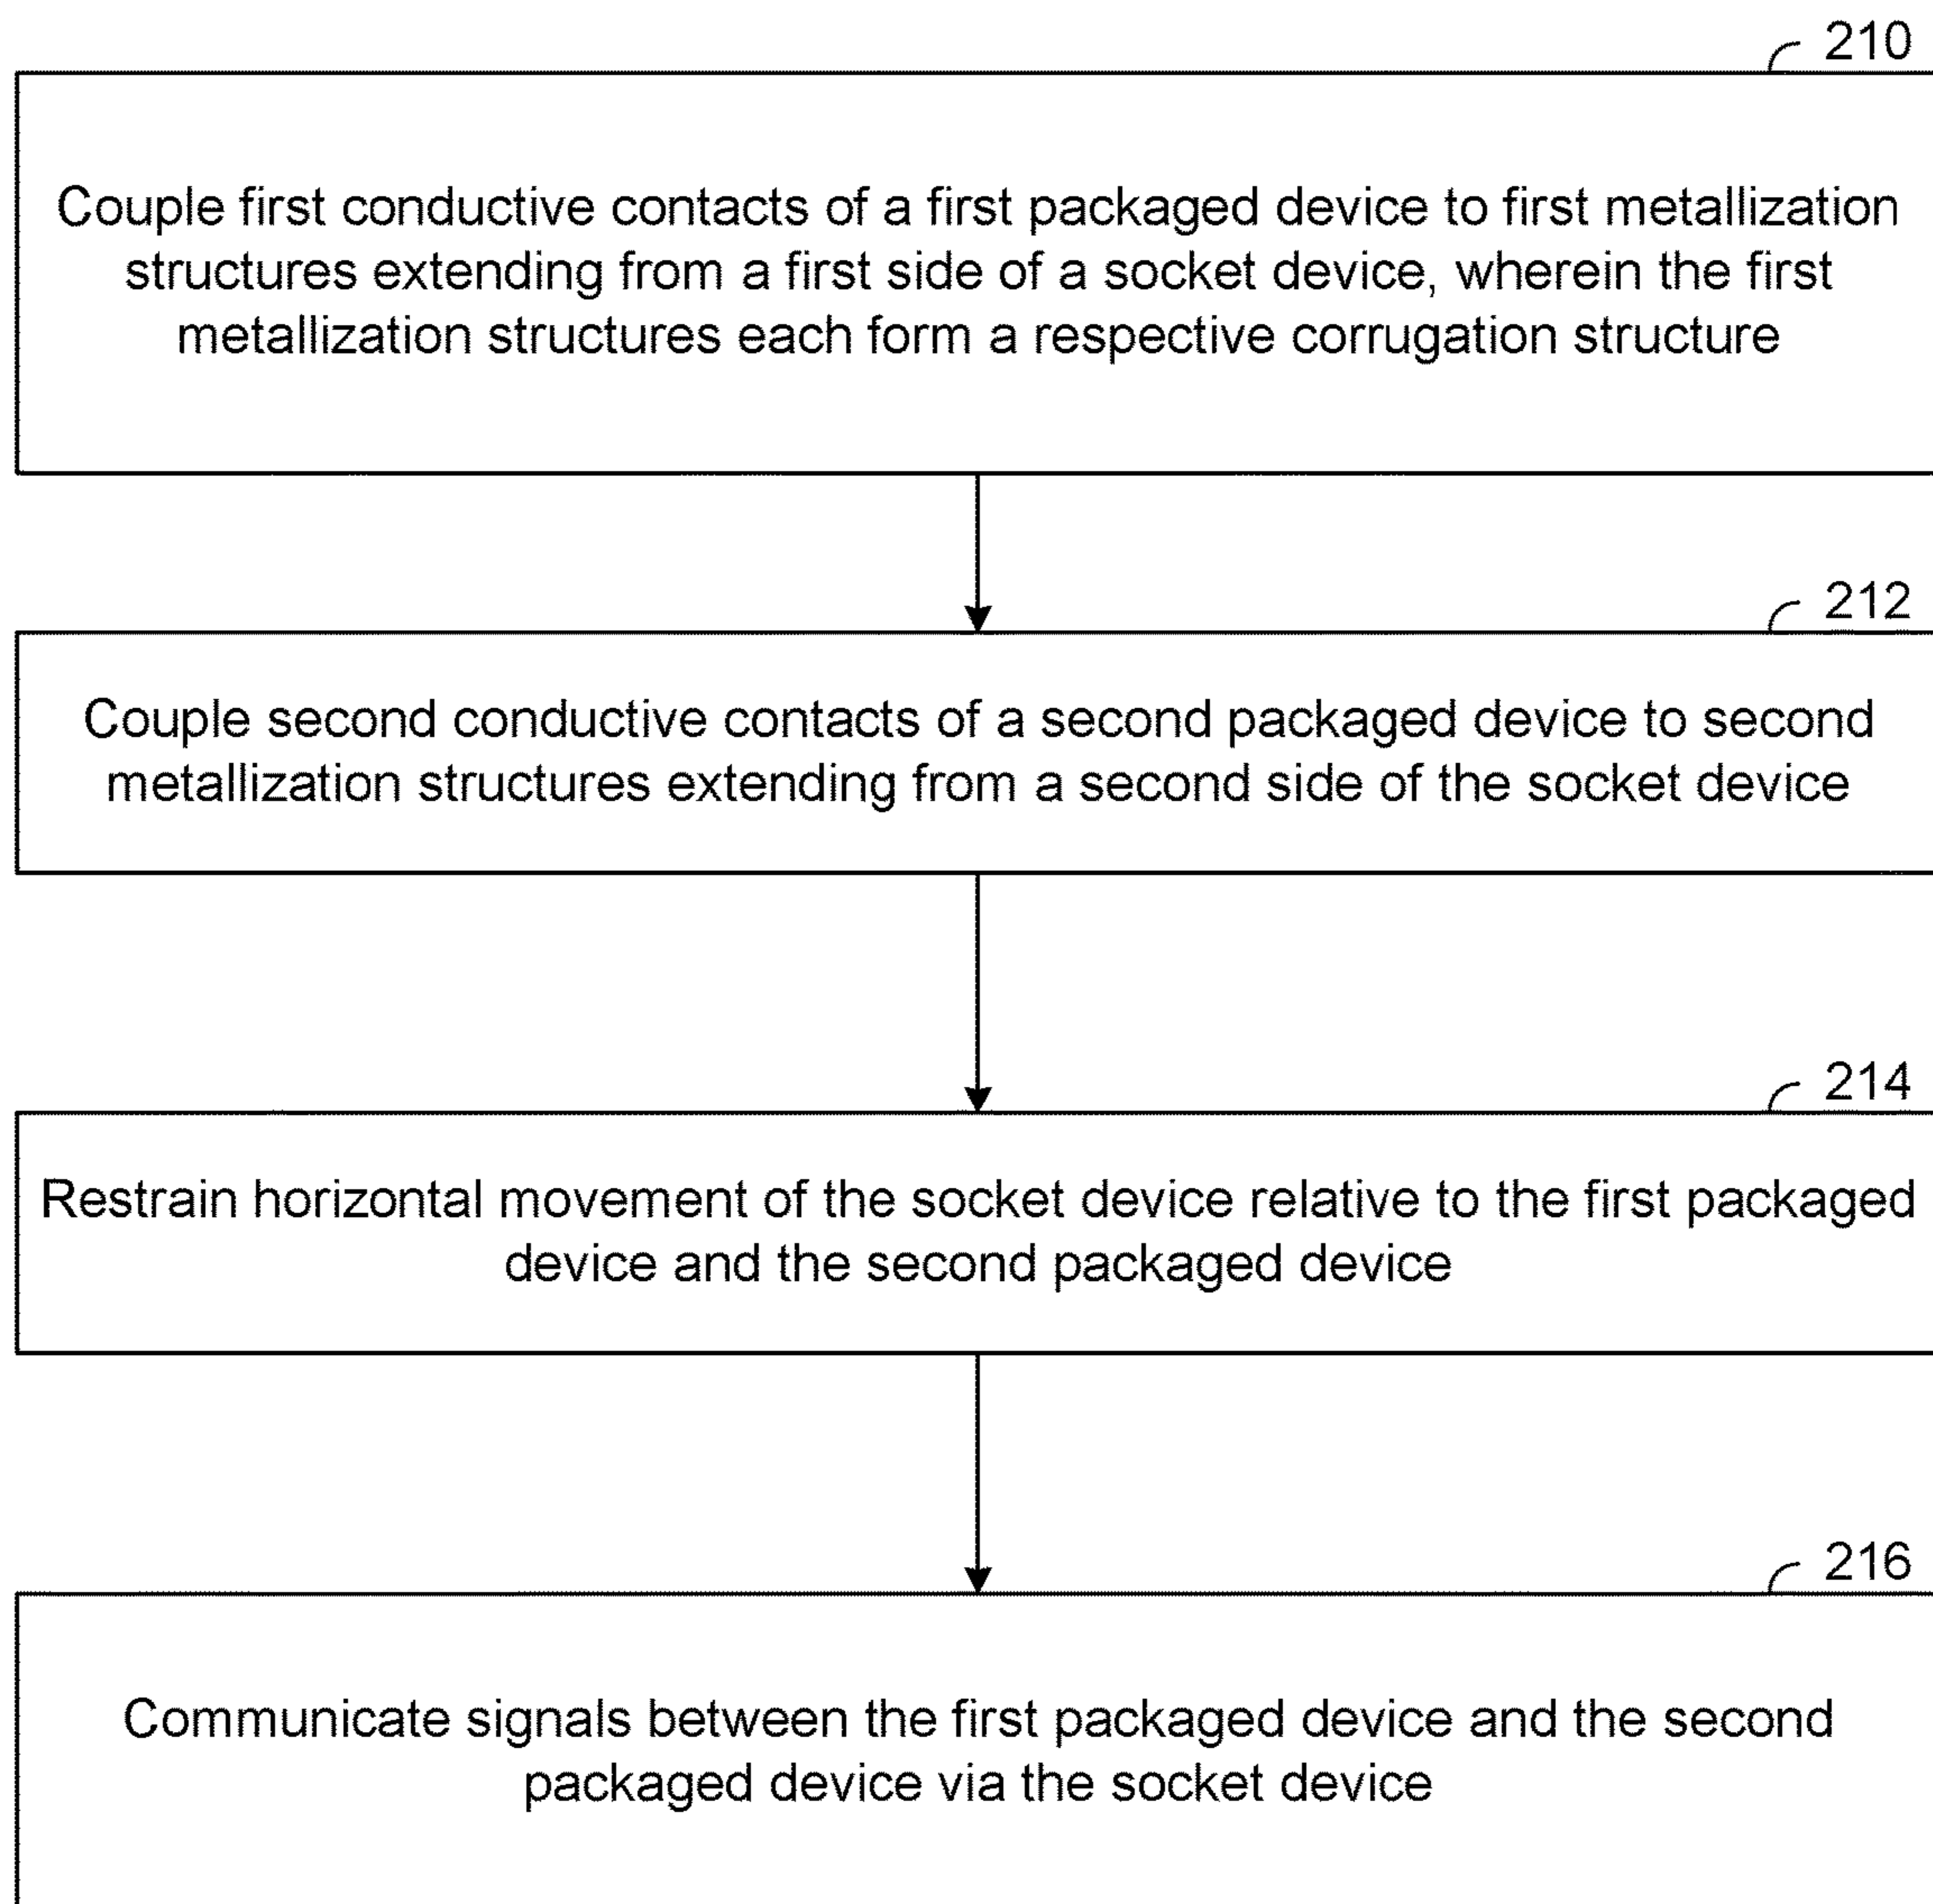 210
Couple first conductive contacts of a first packaged device to first metallization
structures extending from a first side of a socket device, wherein the first
metallization structures each form a respective corrugation structure
212
Couple second conductive contacts of a second packaged device to second
metallization structures extending from a second side of the socket device
214
Restrain horizontal movement of the socket device relative to the first packaged
device and the second packaged device
216
Communicate signals between the first packaged device and the second
packaged device via the socket device